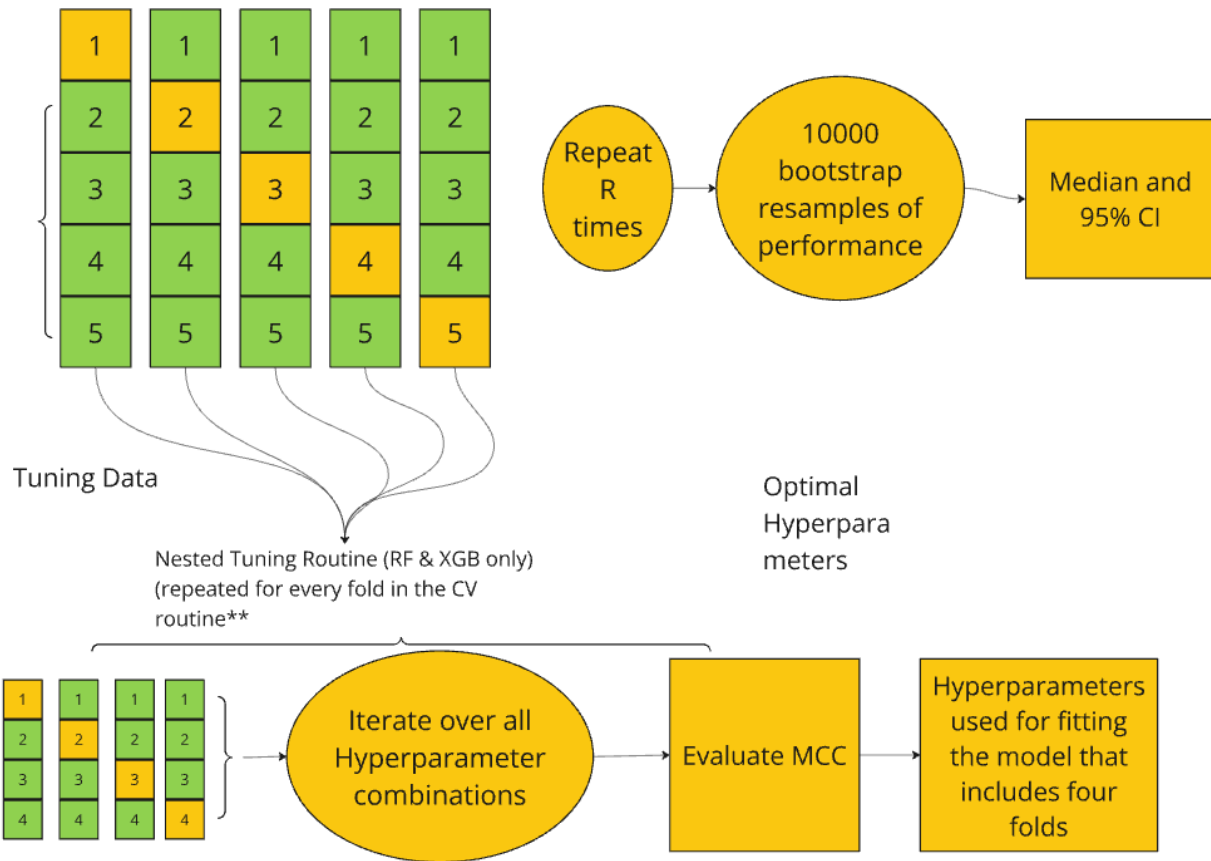 1 1 1 1 1
2 2 2 2 2
3 3 3 3 3
4 4 4 4 4
5 5 5 5 5
Repeat
R
times
10000
bootstrap
resamples of
performance
Median and
95% CI
Tuning Data
Optimal
Hyperpara
meters
Nested Tuning Routine (RF & XGB only)
(repeated for every fold in the CV
routine**
1 1 1 1
2 2 2 2
3 3 3 3
4 4 4 4
Iterate over all
Hyperparameter
combinations
Evaluate MCC
Hyperparameters
used for fitting
the model that
includes four
folds